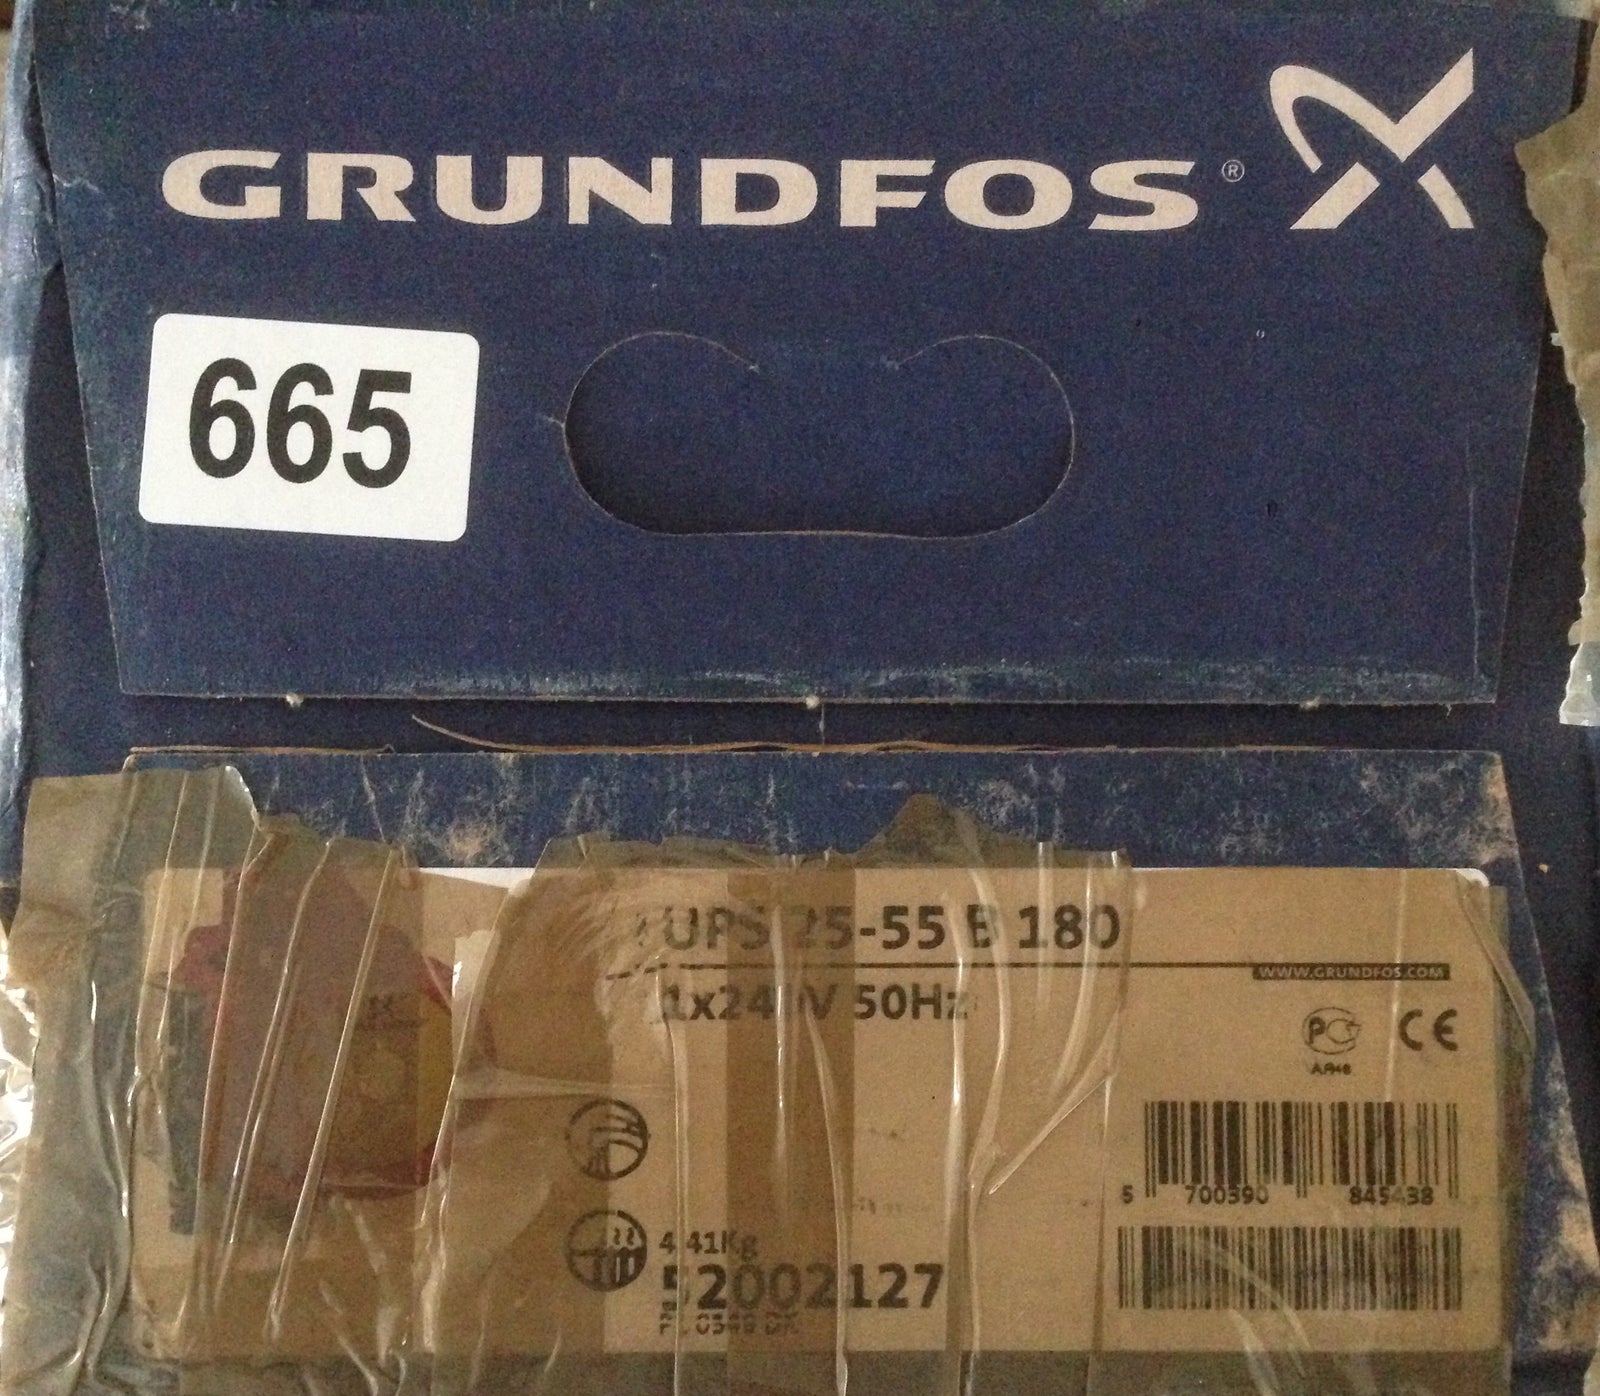 GRUNDFOS®
665
UPS 25-55 B 180
WWW.GRUNDFOS.COM
1x240V 50Hz
CE
5 700390 845438
4.41Kg
52002127